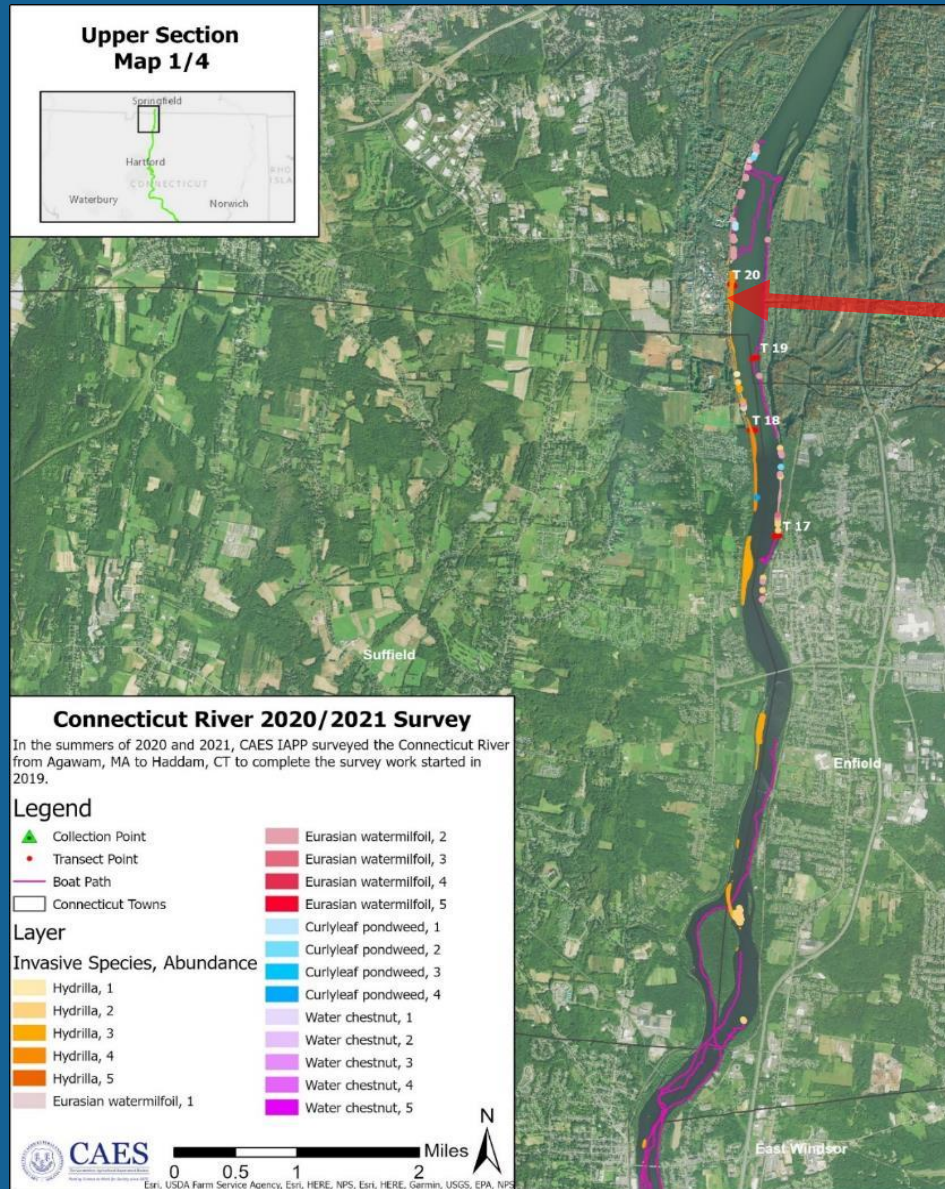 Upper Section
Map 1/4
Springfield
Hartford
CONNECTICUT
RHO
ISLA
Waterbury
Norwich
T 20
T 19
T 18
T 17
Suffield
Enfield
East Windsor
Connecticut River 2020/2021 Survey
In the summers of 2020 and 2021, CAES IAPP surveyed the Connecticut River
from Agawam, MA to Haddam, CT to complete the survey work started in
2019.
Legend
Collection Point
Transect Point
Boat Path
Connecticut Towns
Layer
Invasive Species, Abundance
Hydrilla, 1
Hydrilla, 2
Hydrilla, 3
Hydrilla, 4
Hydrilla, 5
Eurasian watermilfoil, 1
Eurasian watermilfoil, 2
Eurasian watermilfoil, 3
Eurasian watermilfoil, 4
Eurasian watermilfoil, 5
Curlyleaf pondweed, 1
Curlyleaf pondweed, 2
Curlyleaf pondweed, 3
Curlyleaf pondweed, 4
Water chestnut, 1
Water chestnut, 2
Water chestnut, 3
Water chestnut, 4
Water chestnut, 5
N
CAES
Miles
0 0.5 1 2
Esri, USDA Farm Service Agency, Esri, HERE, NPS, Esri, HERE, Garmin, USGS, EPA, NPS